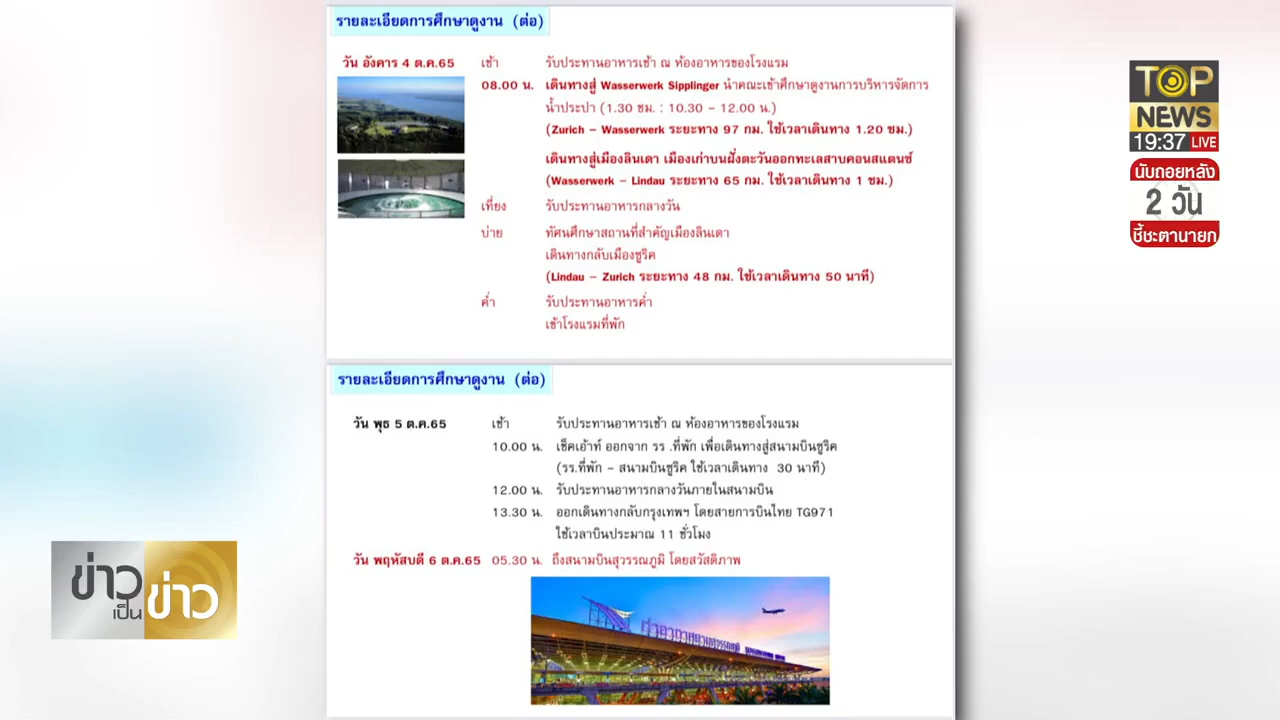 รายละเอียดการศึกษาดูงาน (ต่อ)
วัน อังคาร 4 ต.ค.65 เช้า รับประทานอาหารเช้า ณ ห้องอาหารของโรงแรม
08.00 น. เดินทางสู่ Wasserwerk Sipplinger นำคณะเข้าศึกษาดูงานการบริหารจัดการ
น้ำประปา (1.30 ชม. : 10.30 – 12.00 น.)
(Zurich – Wasserwerk ระยะทาง 97 กม. ใช้เวลาเดินทาง 1.20 ชม.)
เดินทางสู่เมืองลินเดา เมืองเก่าบนฝั่งตะวันออกทะเลสาบคอนสแตนซ์
(Wasserwerk – Lindau ระยะทาง 65 กม. ใช้เวลาเดินทาง 1 ชม.)
เที่ยง รับประทานอาหารกลางวัน
บ่าย ทัศนศึกษาสถานที่สำคัญเมืองลินเดา
เดินทางกลับเมืองซูริค
(Lindau – Zurich ระยะทาง 48 กม. ใช้เวลาเดินทาง 50 นาที)
ค่ำ รับประทานอาหารค่ำ
เข้าโรงแรมที่พัก
รายละเอียดการศึกษาดูงาน (ต่อ)
วัน พุธ 5 ต.ค.65 เช้า รับประทานอาหารเช้า ณ ห้องอาหารของโรงแรม
10.00 น. เช็คเอ้าท์ ออกจาก รร .ที่พัก เพื่อเดินทางสู่สนามบินซูริค
(รร.ที่พัก – สนามบินซูริค ใช้เวลาเดินทาง 30 นาที)
12.00 น. รับประทานอาหารกลางวันภายในสนามบิน
13.30 น. ออกเดินทางกลับกรุงเทพฯ โดยสายการบินไทย TG971
ใช้เวลาบินประมาณ 11 ชั่วโมง
วัน พฤหัสบดี 6 ต.ค.65 05.30 น. ถึงสนามบินสุวรรณภูมิ โดยสวัสดิภาพ
TOP
NEWS
19:37 LIVE
นับถอยหลัง
2 วัน
ชี้ชะตานายก
ข่าว
เป็น
ข่าว